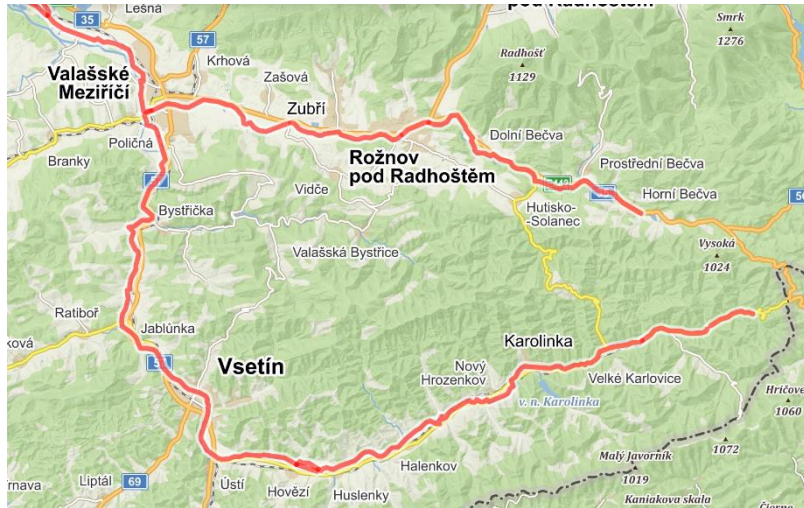 pod Radhoštěm
Lešná
35
57
Smrk
1276
Krhová
Radhošť
1129
Valašské
Meziříčí
Zašová
Zubří
Dolní Bečva
Poličná
Rožnov
pod Radhoštěm
Prostřední Bečva
Branky
Horní Bečva
Vidče
Hutisko-
-Solanec
Bystřička
Valašská Bystřice
Vysoká
1024
Ratiboř
Jablůnka
Karolinka
Vsetín
Nový
Hrozenkov
Velké Karlovice
v. n. Karolinka
1060
Malý Javorník
1019
1072
Halenkov
Liptál
69
Ústí
Hovězí
Huslenky
Kaniakova skala